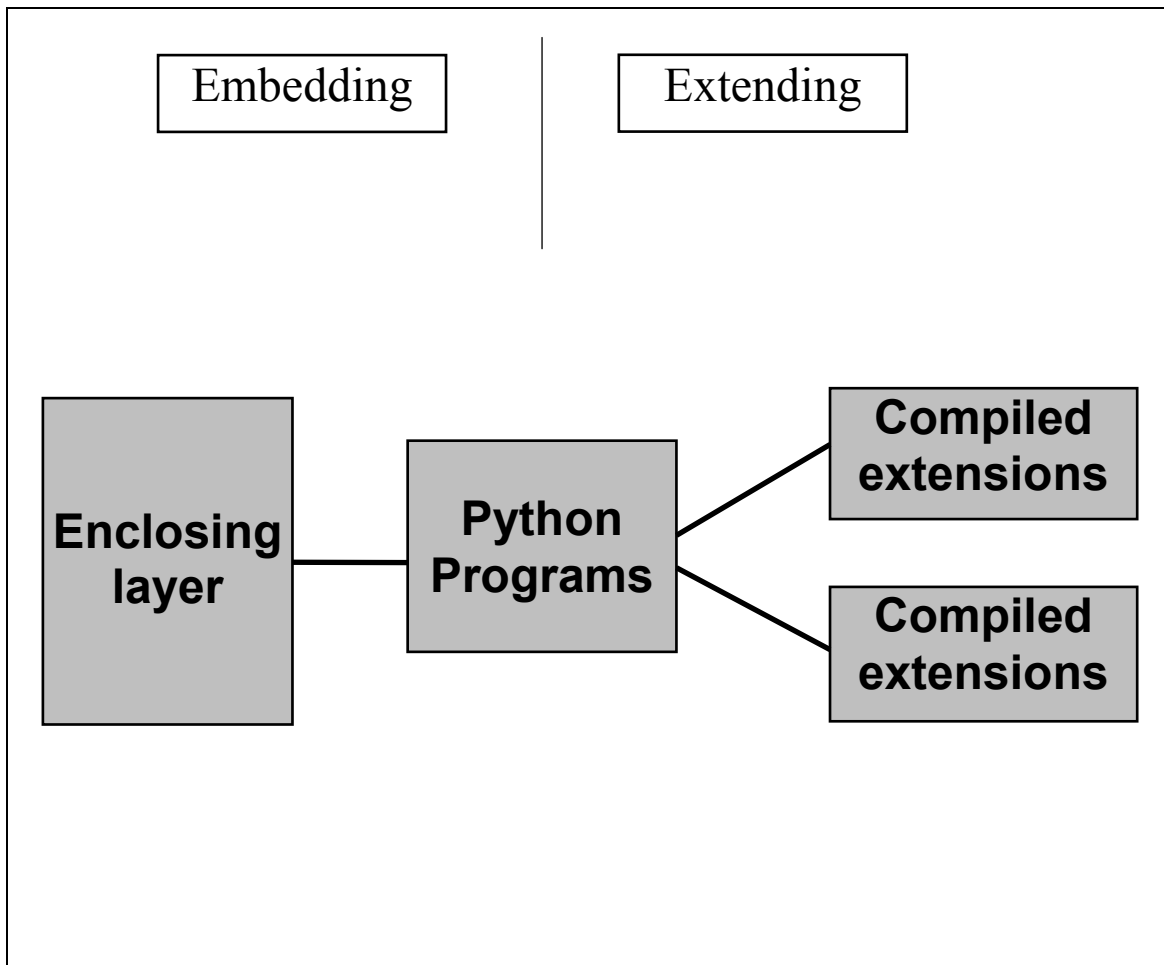 Embedding
Extending
Enclosing
layer
Python
Programs
Compiled
extensions
Compiled
extensions